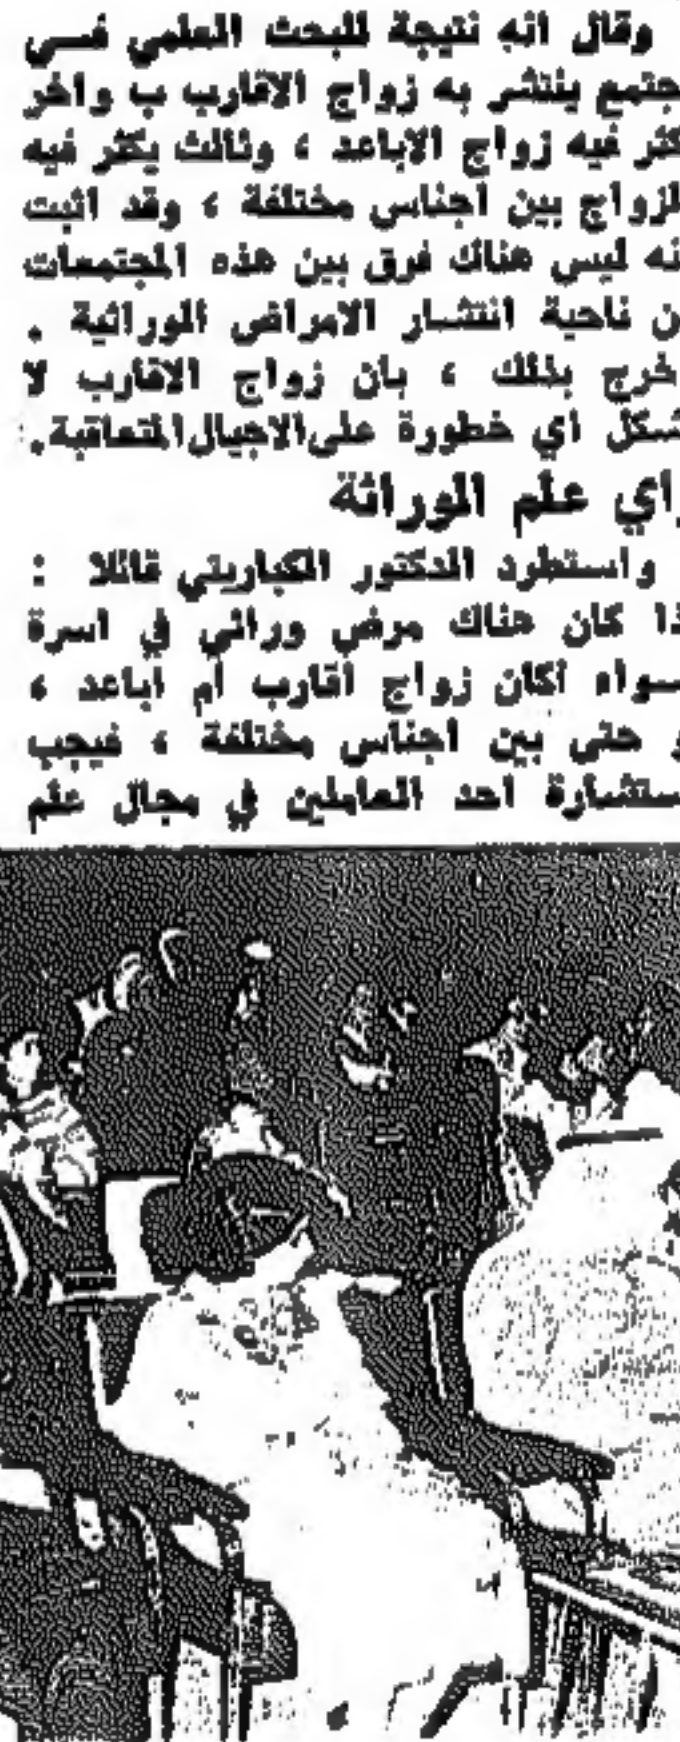 وقال انه نتيجة للبحث العلمي فـي
جتمع ينتشر به زواج الاقارب ب واخر
كثر فيه زواج الاباعد ، وثالث يكثر فيه
لزواج بين اجناس مختلفة ، وقد اثبت
نه ليس هناك فرق بين هذه المجتمعات
ن ناحية انتشار الامراض الوراثية .
خرج بذلك ، بأن زواج الاقارب لا
شكل اي خطورة على الاجيال المتعاقبة .
راي علم الوراثة
واستطرد الدكتور الكباريتي قائلا :
ذا كان هناك مرض وراثي في اسرة
سواء أكان زواج اقارب أم اباعد ،
و حتى بين اجناس مختلفة ، فيجب
ستشارة احد العاملين في مجال علم